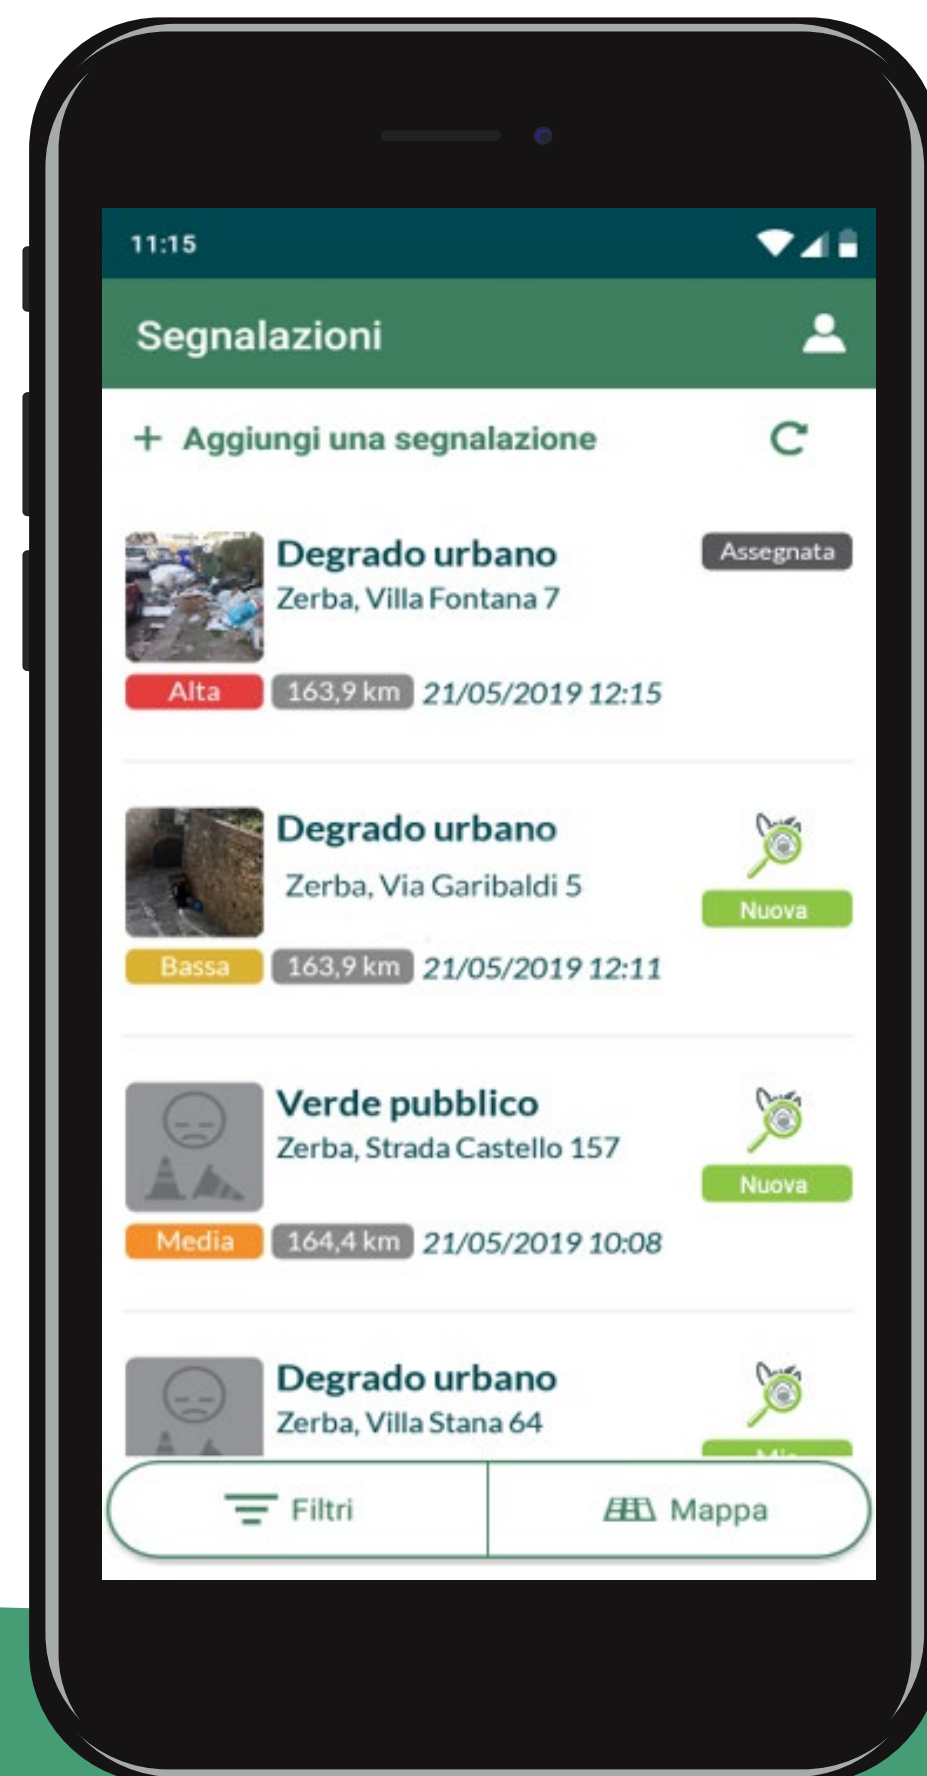 11:15
Segnalazioni
+ Aggiungi una segnalazione
Degrado urbano
Assegnata
Zerba, Villa Fontana 7
Alta 163,9 km 21/05/2019 12:15
Degrado urbano
Zerba, Via Garibaldi 5
Nuova
Bassa 163,9 km 21/05/2019 12:11
Verde pubblico
Zerba, Strada Castello 157
Nuova
Media 164,4 km 21/05/2019 10:08
Degrado urbano
Zerba, Villa Stana 64
Filtri Mappa